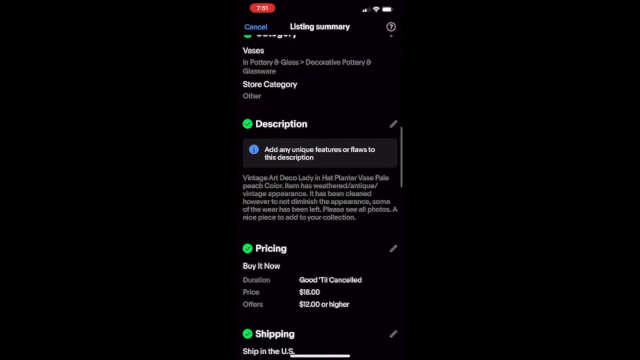 7:51
Cancel Listing summary
Category
Vases
in Pottery & Glass > Decorative Pottery &
Glassware
Store Category
Other
Description
Add any unique features or flaws to
this description
Vintage Art Deco Lady in Hat Planter Vase Pale
peach Color. Item has weathered/antique/
vintage appearance. It has been cleaned
however to not diminish the appearance, some
of the wear has been left. Please see all photos. A
nice piece to add to your collection.
Pricing
Buy It Now
Duration Good 'Til Cancelled
Price $18.00
Offers $12.00 or higher
Shipping
Ship in the U.S.